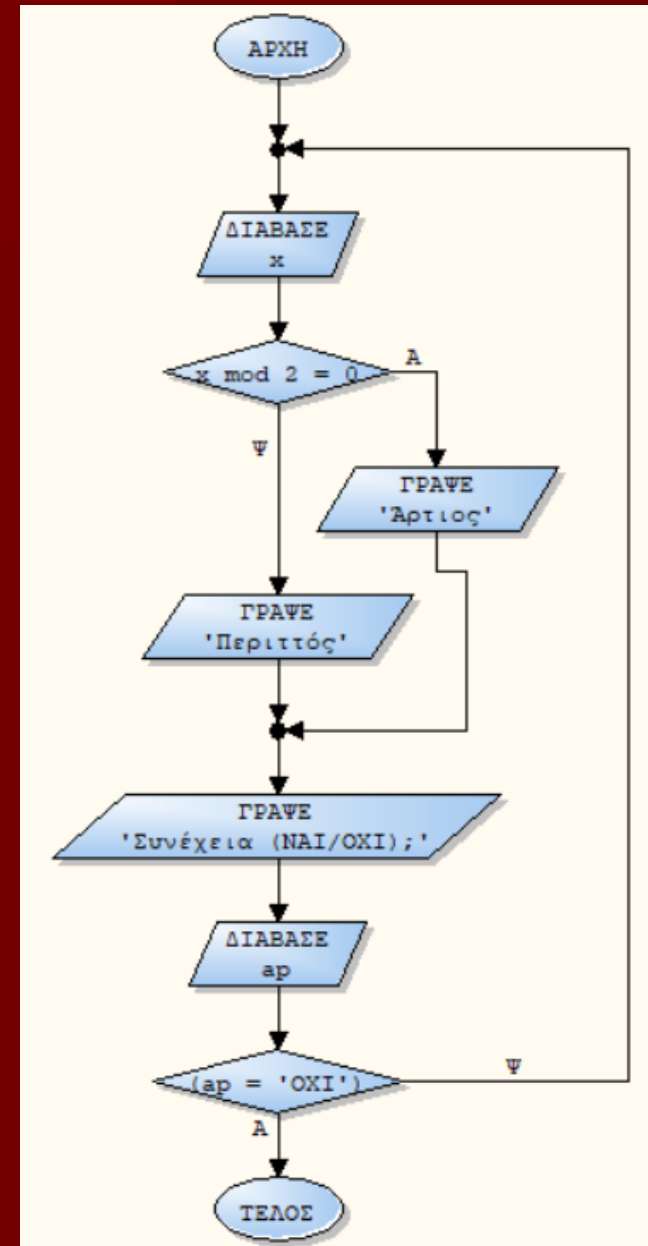 ΑΡΧΗ
ΔΙΑΒΑΣΕ
x
x mod 2 = 0
Α
Ψ
ΓΡΑΨΕ
'Άρτιος'
ΓΡΑΨΕ
'Περιττός'
ΓΡΑΨΕ
'Συνέχεια (ΝΑΙ/ΟΧΙ);'
ΔΙΑΒΑΣΕ
ap
(ap = 'ΟΧΙ')
Ψ
Α
ΤΕΛΟΣ